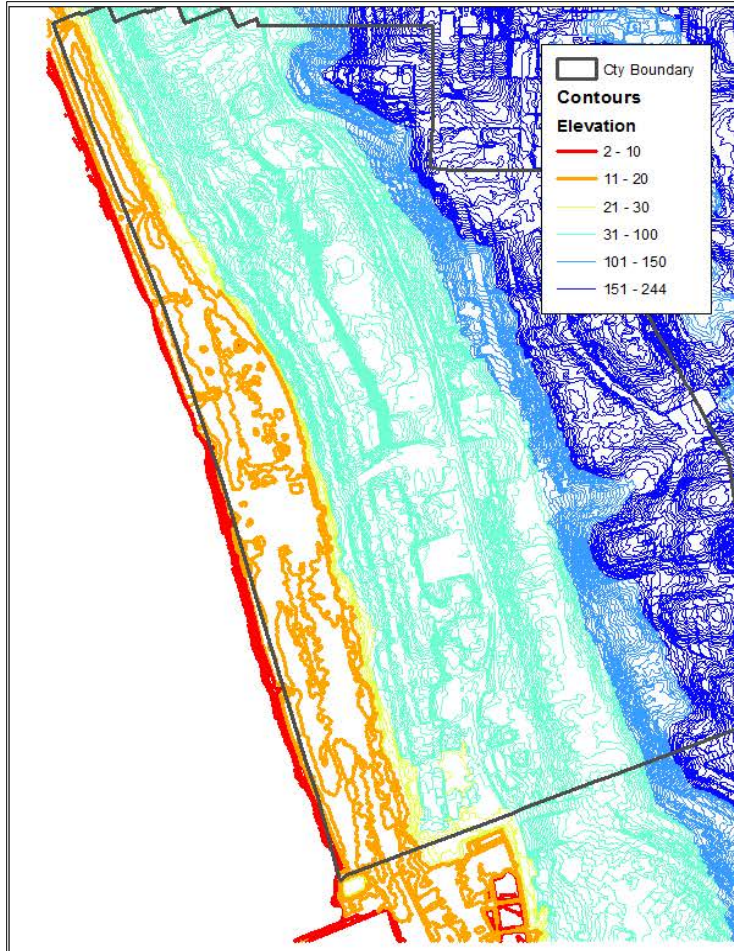 Cty Boundary
Contours
Elevation
2 - 10
11 - 20
21 - 30
31 - 100
101 - 150
151 - 244